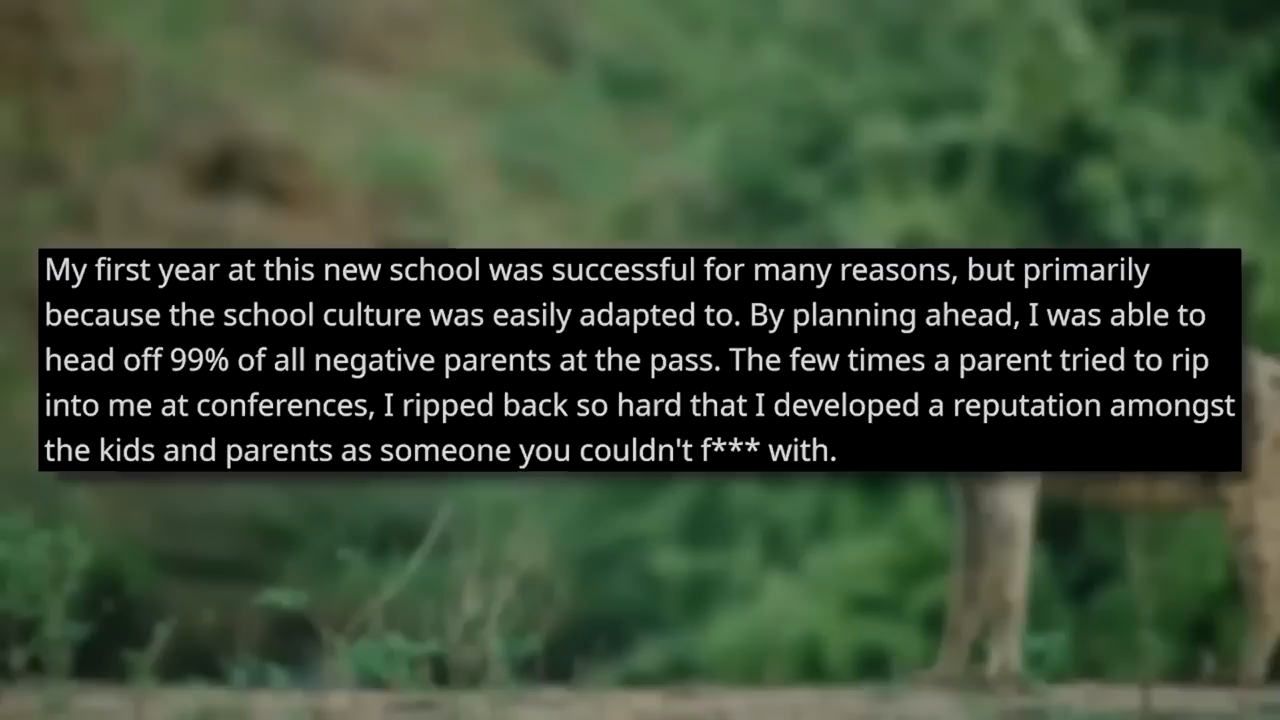 My first year at this new school was successful for many reasons, but primarily
because the school culture was easily adapted to. By planning ahead, I was able to
head off 99% of all negative parents at the pass. The few times a parent tried to rip
into me at conferences, I ripped back so hard that I developed a reputation amongst
the kids and parents as someone you couldn't f*** with.